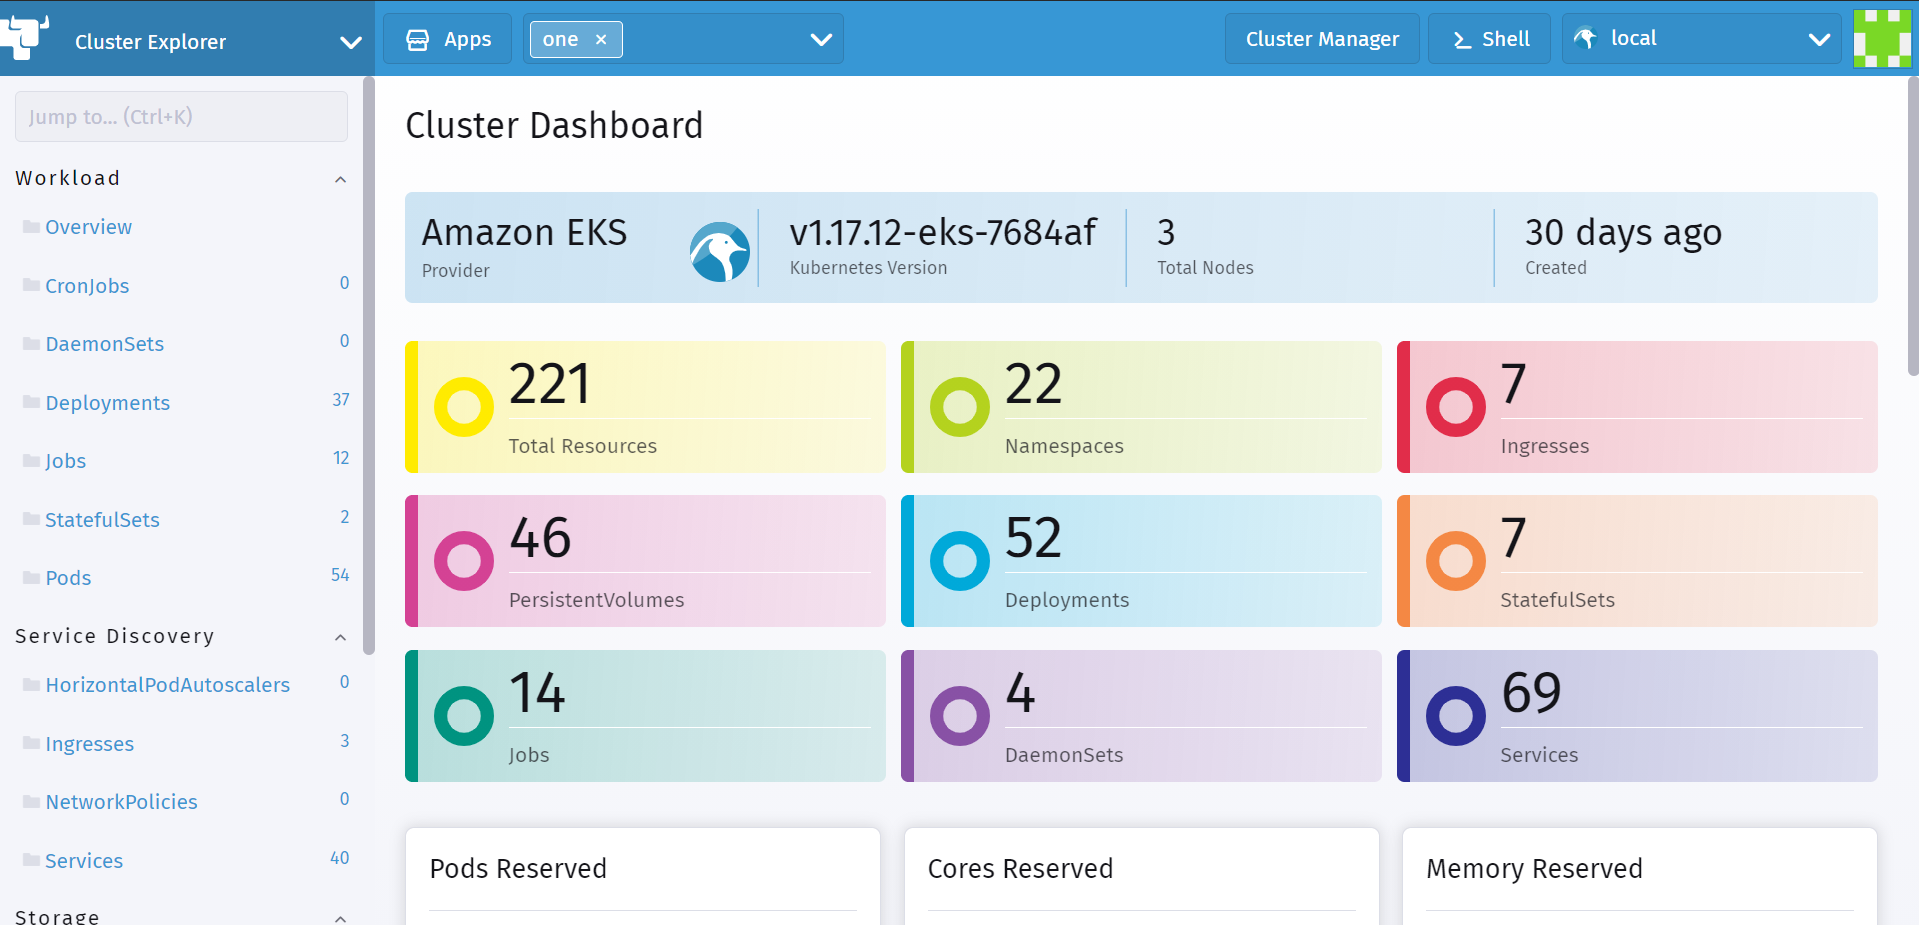 Cluster Explorer
Apps
one ×
Cluster Manager
Shell
local
Jump to... (Ctrl+K)
Workload
Overview
CronJobs 0
DaemonSets 0
Deployments 37
Jobs 12
StatefulSets 2
Pods 54
Service Discovery
HorizontalPodAutoscalers 0
Ingresses 3
NetworkPolicies 0
Services 40
Storage
Cluster Dashboard
Amazon EKS
Provider
v1.17.12-eks-7684af
Kubernetes Version
3
Total Nodes
30 days ago
Created
221
Total Resources
22
Namespaces
7
Ingresses
46
PersistentVolumes
52
Deployments
7
StatefulSets
14
Jobs
4
DaemonSets
69
Services
Pods Reserved
Cores Reserved
Memory Reserved